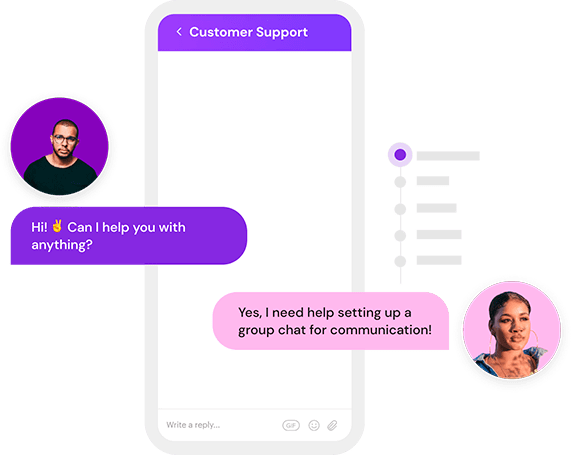 Customer Support
Hi! ✌️ Can I help you with
anything?
Yes, I need help setting up a
group chat for communication!
Write a reply...
GIF